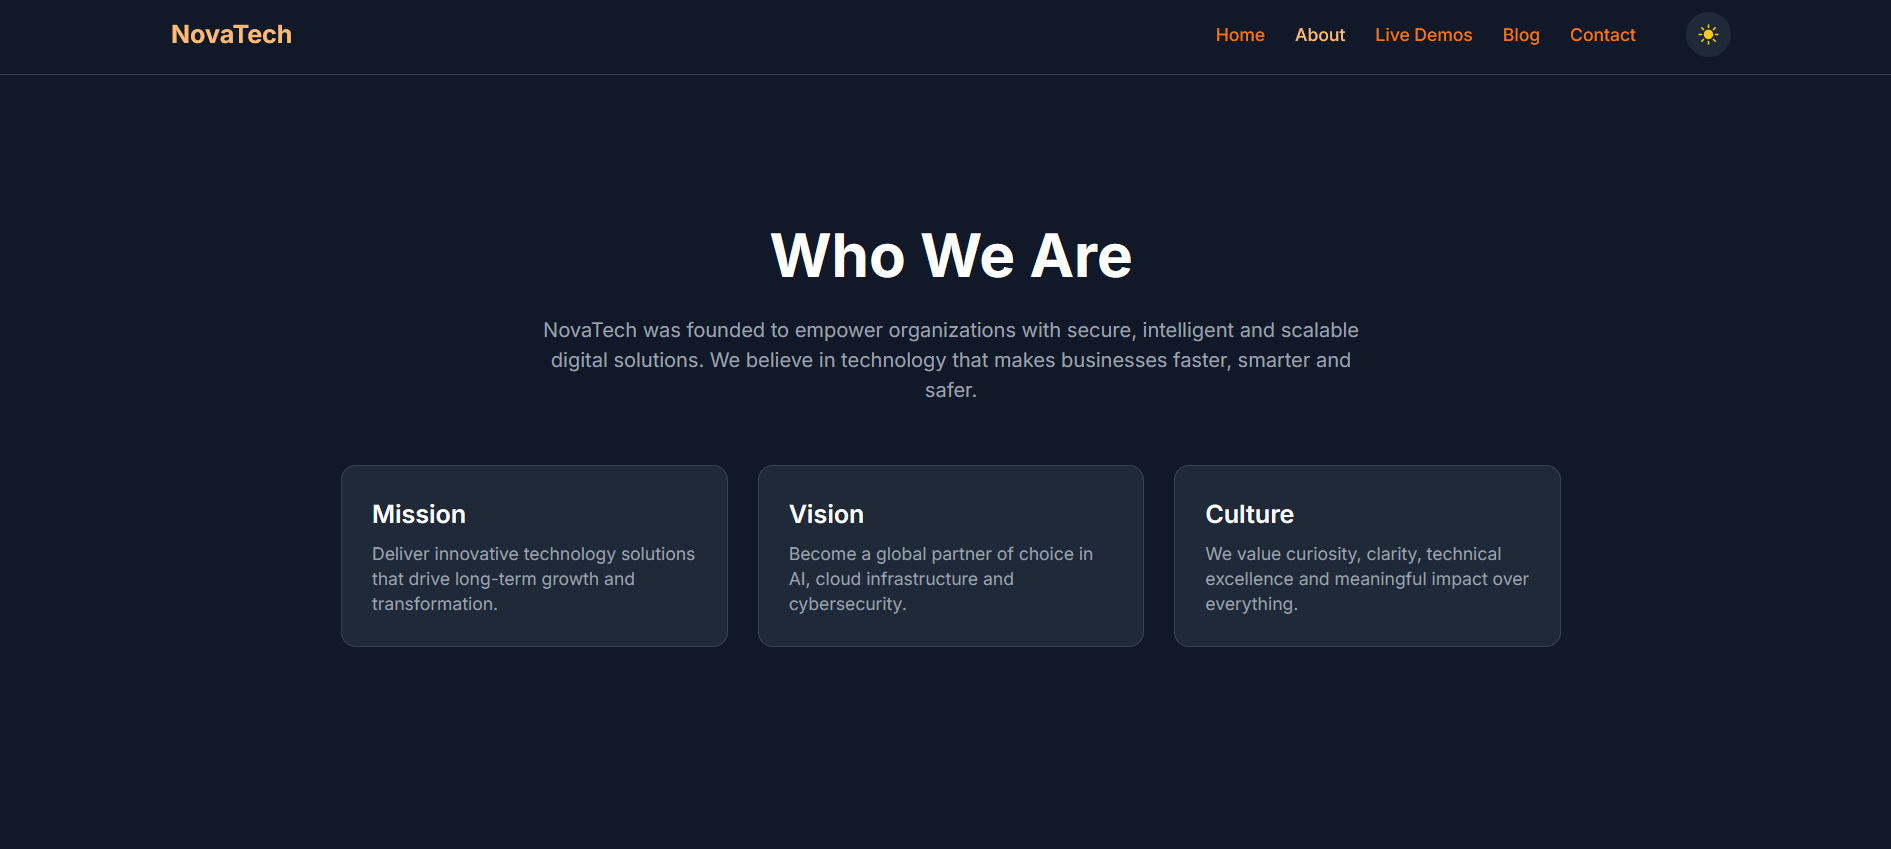 NovaTech
Home About Live Demos Blog Contact
Who We Are
NovaTech was founded to empower organizations with secure, intelligent and scalable
digital solutions. We believe in technology that makes businesses faster, smarter and
safer.
Mission
Deliver innovative technology solutions
that drive long-term growth and
transformation.
Vision
Become a global partner of choice in
AI, cloud infrastructure and
cybersecurity.
Culture
We value curiosity, clarity, technical
excellence and meaningful impact over
everything.